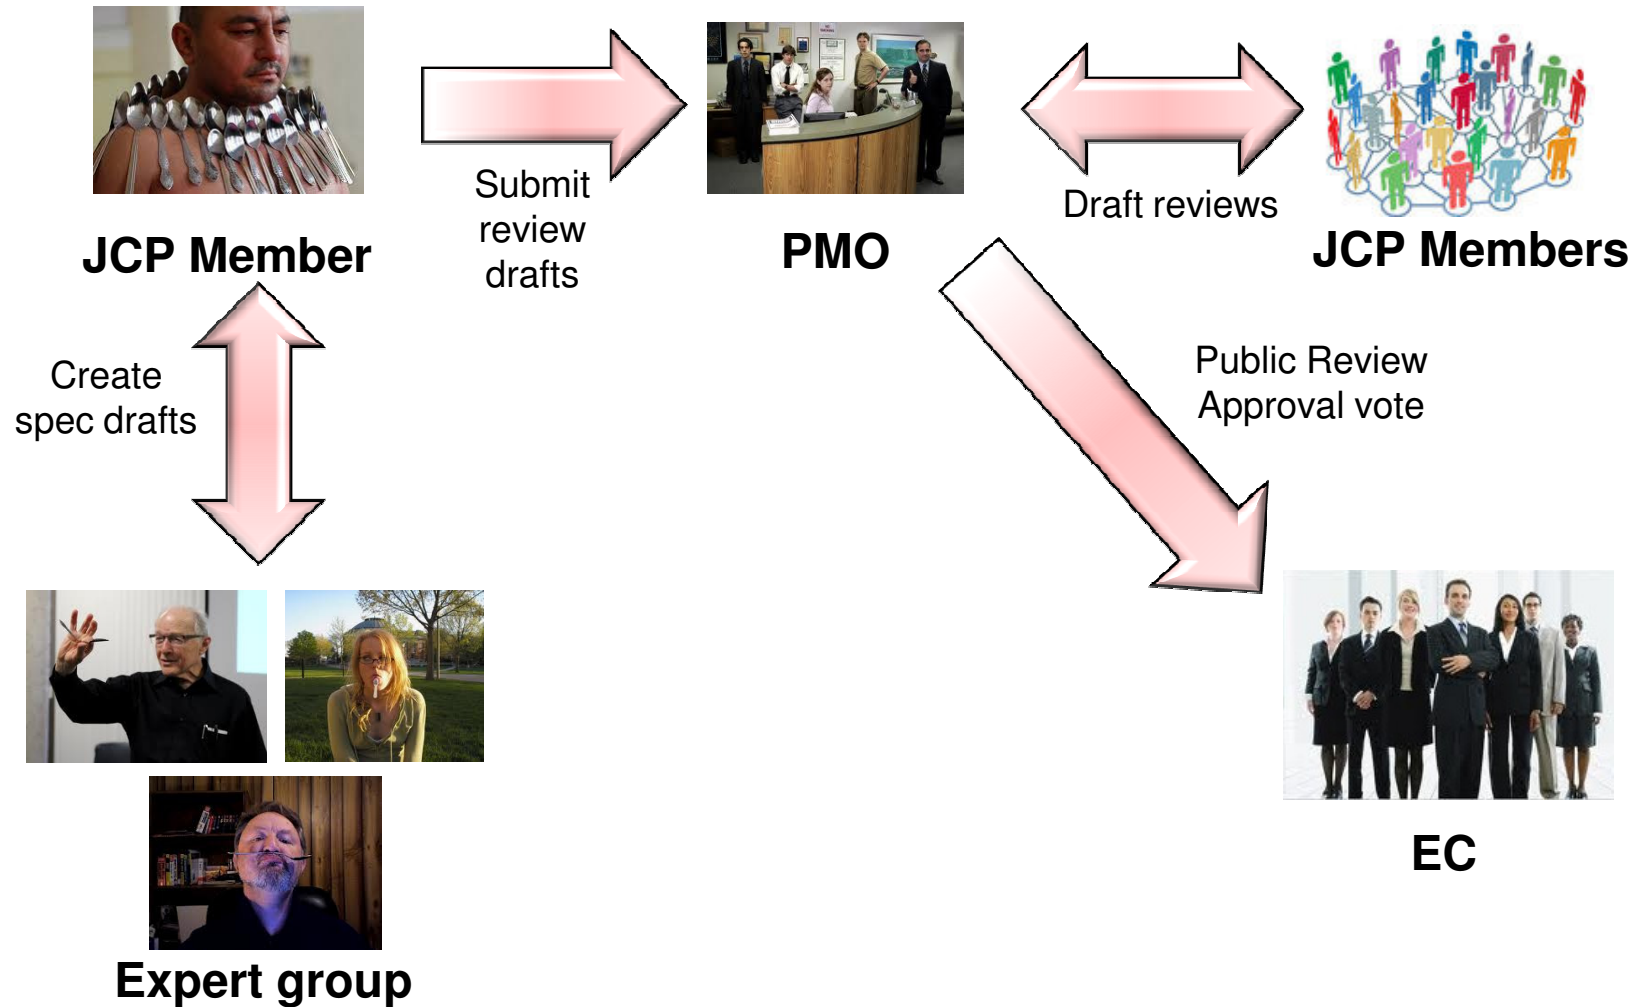 JCP Member
Submit
review
drafts
PMO
Draft reviews
JCP Members
Create
spec drafts
Public Review
Approval vote
EC
Expert group